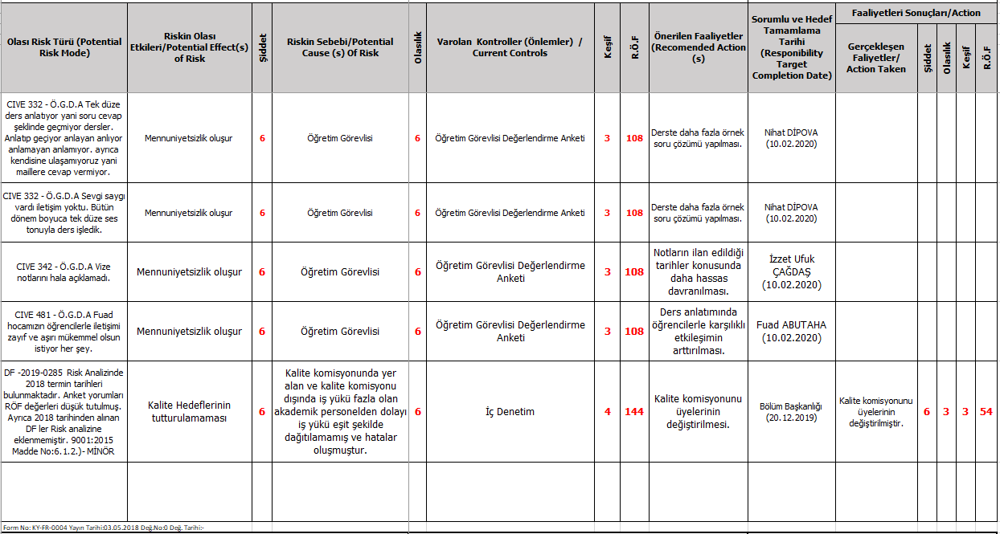 Olası Risk Türü (Potential
Risk Mode)
Riskin Olası
Etkileri/Potential Effect(s)
of Risk
Şiddet
Riskin Sebebi/Potential
Cause (s) Of Risk
Olasılık
Varolan Kontroller (Önlemler) /
Current Controls
Keşif
R.Ö.F
Önerilen Faaliyetler
(Recomended Action
(s)
Sorumlu ve Hedef
Tamamlama
Tarihi
(Responibility
Target
Completion Date)
Faaliyetleri Sonuçları/Action
Gerçekleşen
Faliyetler/
Action Taken
Şiddet
Olasılık
Keşif
R.Ö.F
CIVE 332 - Ö.G.D.A Tek düze
ders anlatıyor yani soru cevap
şeklinde geçmiyor dersler.
Anlatıp geçiyor anlayan anlıyor
anlamayan anlamıyor. ayrıca
kendisine ulaşamıyoruz yani
maillere cevap vermiyor.
Mennuniyetsizlik oluşur
6
Öğretim Görevlisi
6
Öğretim Görevlisi Değerlendirme Anketi
3
108
Derste daha fazla örnek
soru çözümü yapılması.
Nihat DİPOVA
(10.02.2020)
CIVE 332 - Ö.G.D.A Sevgi saygı
vardı iletişim yoktu. Bütün
dönem boyuca tek düze ses
tonuyla ders işledik.
Mennuniyetsizlik oluşur
6
Öğretim Görevlisi
6
Öğretim Görevlisi Değerlendirme Anketi
3
108
Derste daha fazla örnek
soru çözümü yapılması.
Nihat DİPOVA
(10.02.2020)
CIVE 342 - Ö.G.D.A Vize
notlarını hala açıklamadı.
Mennuniyetsizlik oluşur
6
Öğretim Görevlisi
6
Öğretim Görevlisi Değerlendirme
Anketi
3
108
Notların ilan edildiği
tarihler konusunda
daha hassas
davranılması.
İzzet Ufuk
ÇAĞDAŞ
(10.02.2020)
CIVE 481 - Ö.G.D.A Fuad
hocamızın öğrencilerle iletişimi
zayıf ve aşırı mükemmel olsun
istiyor her şey.
Mennuniyetsizlik oluşur
6
Öğretim Görevlisi
6
Öğretim Görevlisi Değerlendirme
Anketi
3
108
Ders anlatımında
öğrencilerle karşılıklı
etkileşimin
arttırılması.
Fuad ABUTAHA
(10.02.2020)
DF -2019-0285 Risk Analizinde
2018 termin tarihleri
bulunmaktadır. Anket yorumları
RÖF değerleri düşük tutulmuş.
Ayrıca 2018 tarihinden alınan
DF ler Risk analizine
eklenmemiştir. 9001:2015
Madde No:6.1.2.)- MİNÖR
Kalite Hedeflerinin
tutturulamaması
6
Kalite komisyonunda yer
alan ve kalite komisyonu
dışında iş yükü fazla olan
akademik personelden dolayı
iş yükü eşit şekilde
dağıtılamamış ve hatalar
oluşmuştur.
6
İç Denetim
4
144
Kalite komisyonunu
üyelerinin
değiştirilmesi.
Bölüm Başkanlığı
(20.12.2019)
Kalite komisyonunu
üyelerinin
değiştirilmiştir.
6
3
3
54
Form No: KY-FR-0004 Yayın Tarihi:03.05.2018 Değ.No:0 Değ. Tarihi:-